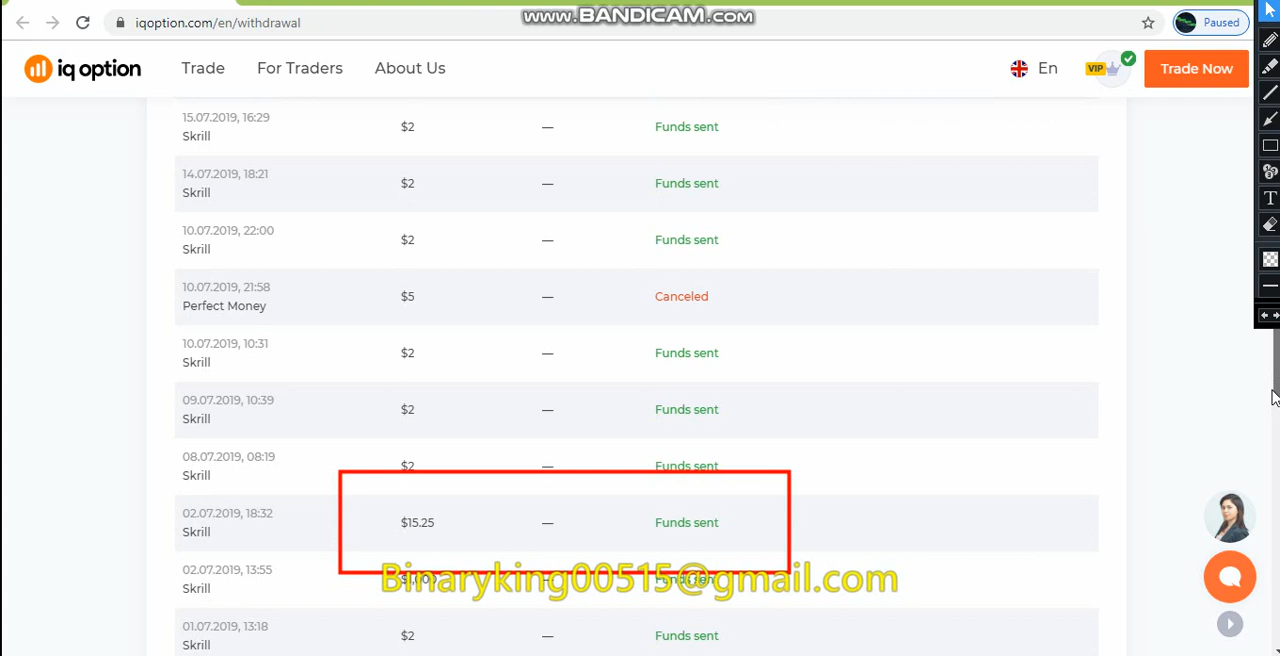 iqoption.com/en/withdrawal
www.BANDICAM.com
Paused
iq option
Trade
For Traders
About Us
En
VIP
Trade Now
15.07.2019, 16:29
Skrill
$2
—
Funds sent
14.07.2019, 18:21
Skrill
$2
—
Funds sent
10.07.2019, 22:00
Skrill
$2
—
Funds sent
10.07.2019, 21:58
Perfect Money
$5
—
Canceled
10.07.2019, 10:31
Skrill
$2
—
Funds sent
09.07.2019, 10:39
Skrill
$2
—
Funds sent
08.07.2019, 08:19
Skrill
$2
—
Funds sent
02.07.2019, 18:32
Skrill
$15.25
—
Funds sent
02.07.2019, 13:55
Skrill
$1,000
—
Funds sent
Binaryking00515@gmail.com
01.07.2019, 13:18
Skrill
$2
—
Funds sent
T